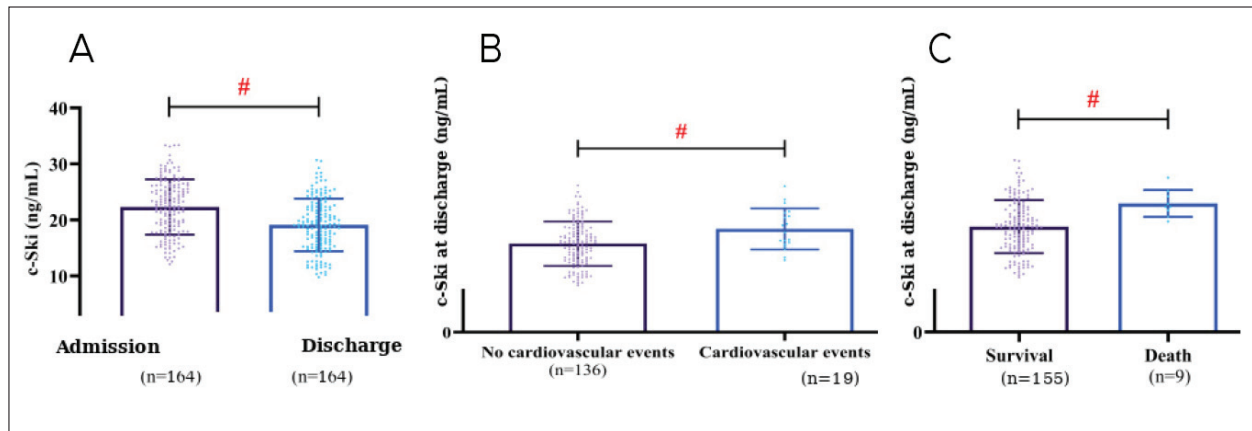 A
#
c-Ski (ng/mL)
40
30
20
10
Admission
Discharge
(n=164)
(n=164)
B
#
c-Ski at discharge (ng/mL)
0
No cardiovascular events
Cardiovascular events
(n=136)
(n=19)
C
#
c-Ski at discharge (ng/mL)
0
Survival
Death
(n=155)
(n=9)